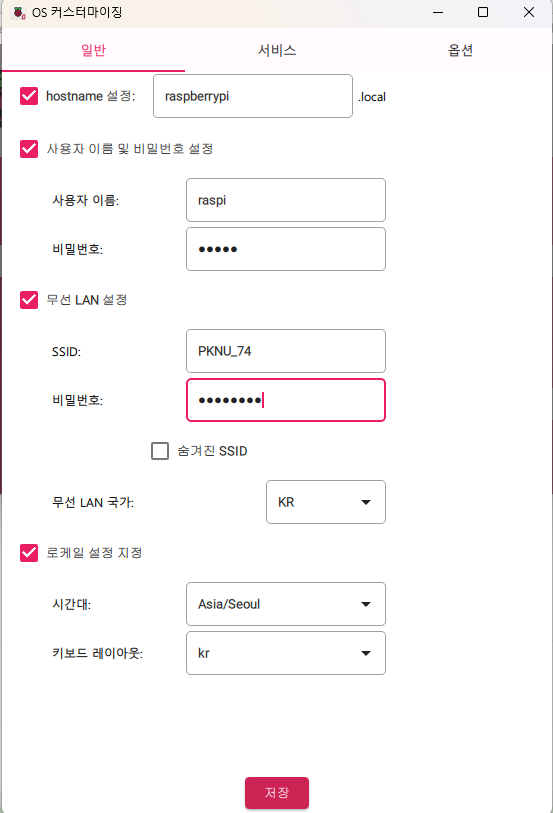 OS 커스터마이징
일반 서비스 옵션
hostname 설정: raspberrypi .local
사용자 이름 및 비밀번호 설정
사용자 이름: raspi
비밀번호: ●●●●●
무선 LAN 설정
SSID: PKNU_74
비밀번호: ●●●●●●●●
숨겨진 SSID
무선 LAN 국가: KR
로케일 설정 지정
시간대: Asia/Seoul
키보드 레이아웃: kr
저장